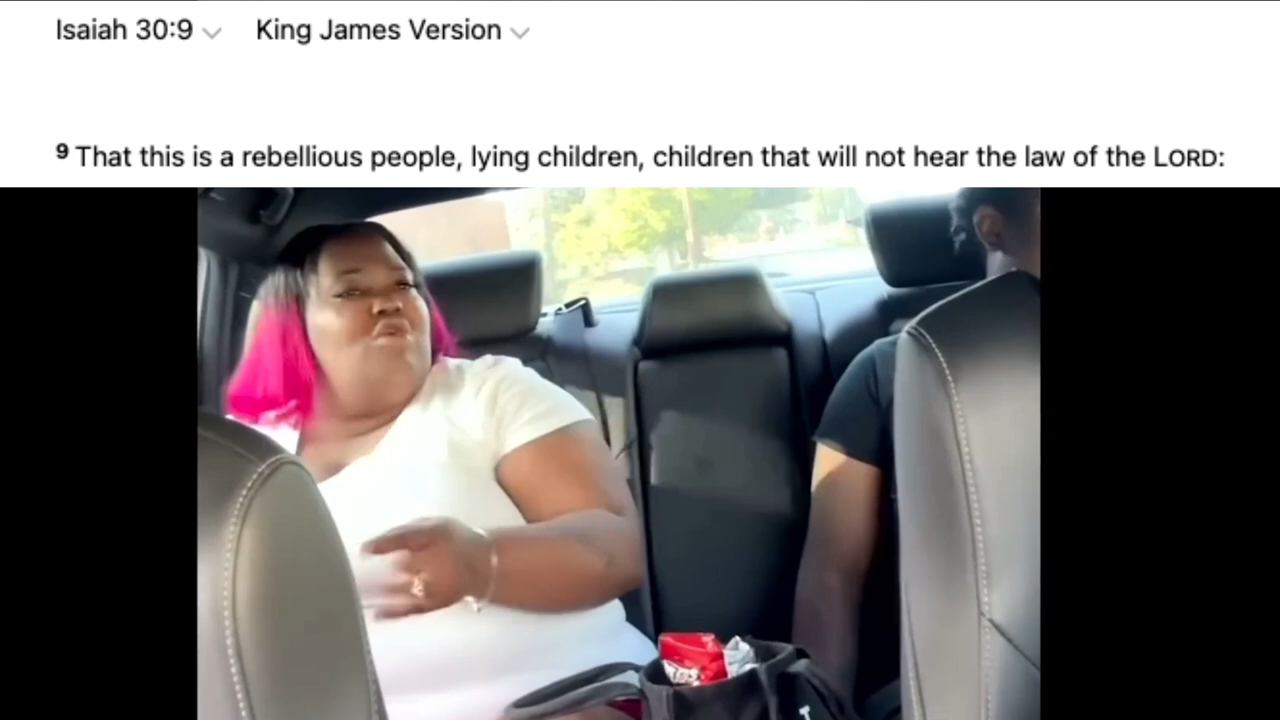 Isaiah 30:9 King James Version
9 That this is a rebellious people, lying children, children that will not hear the law of the LORD: